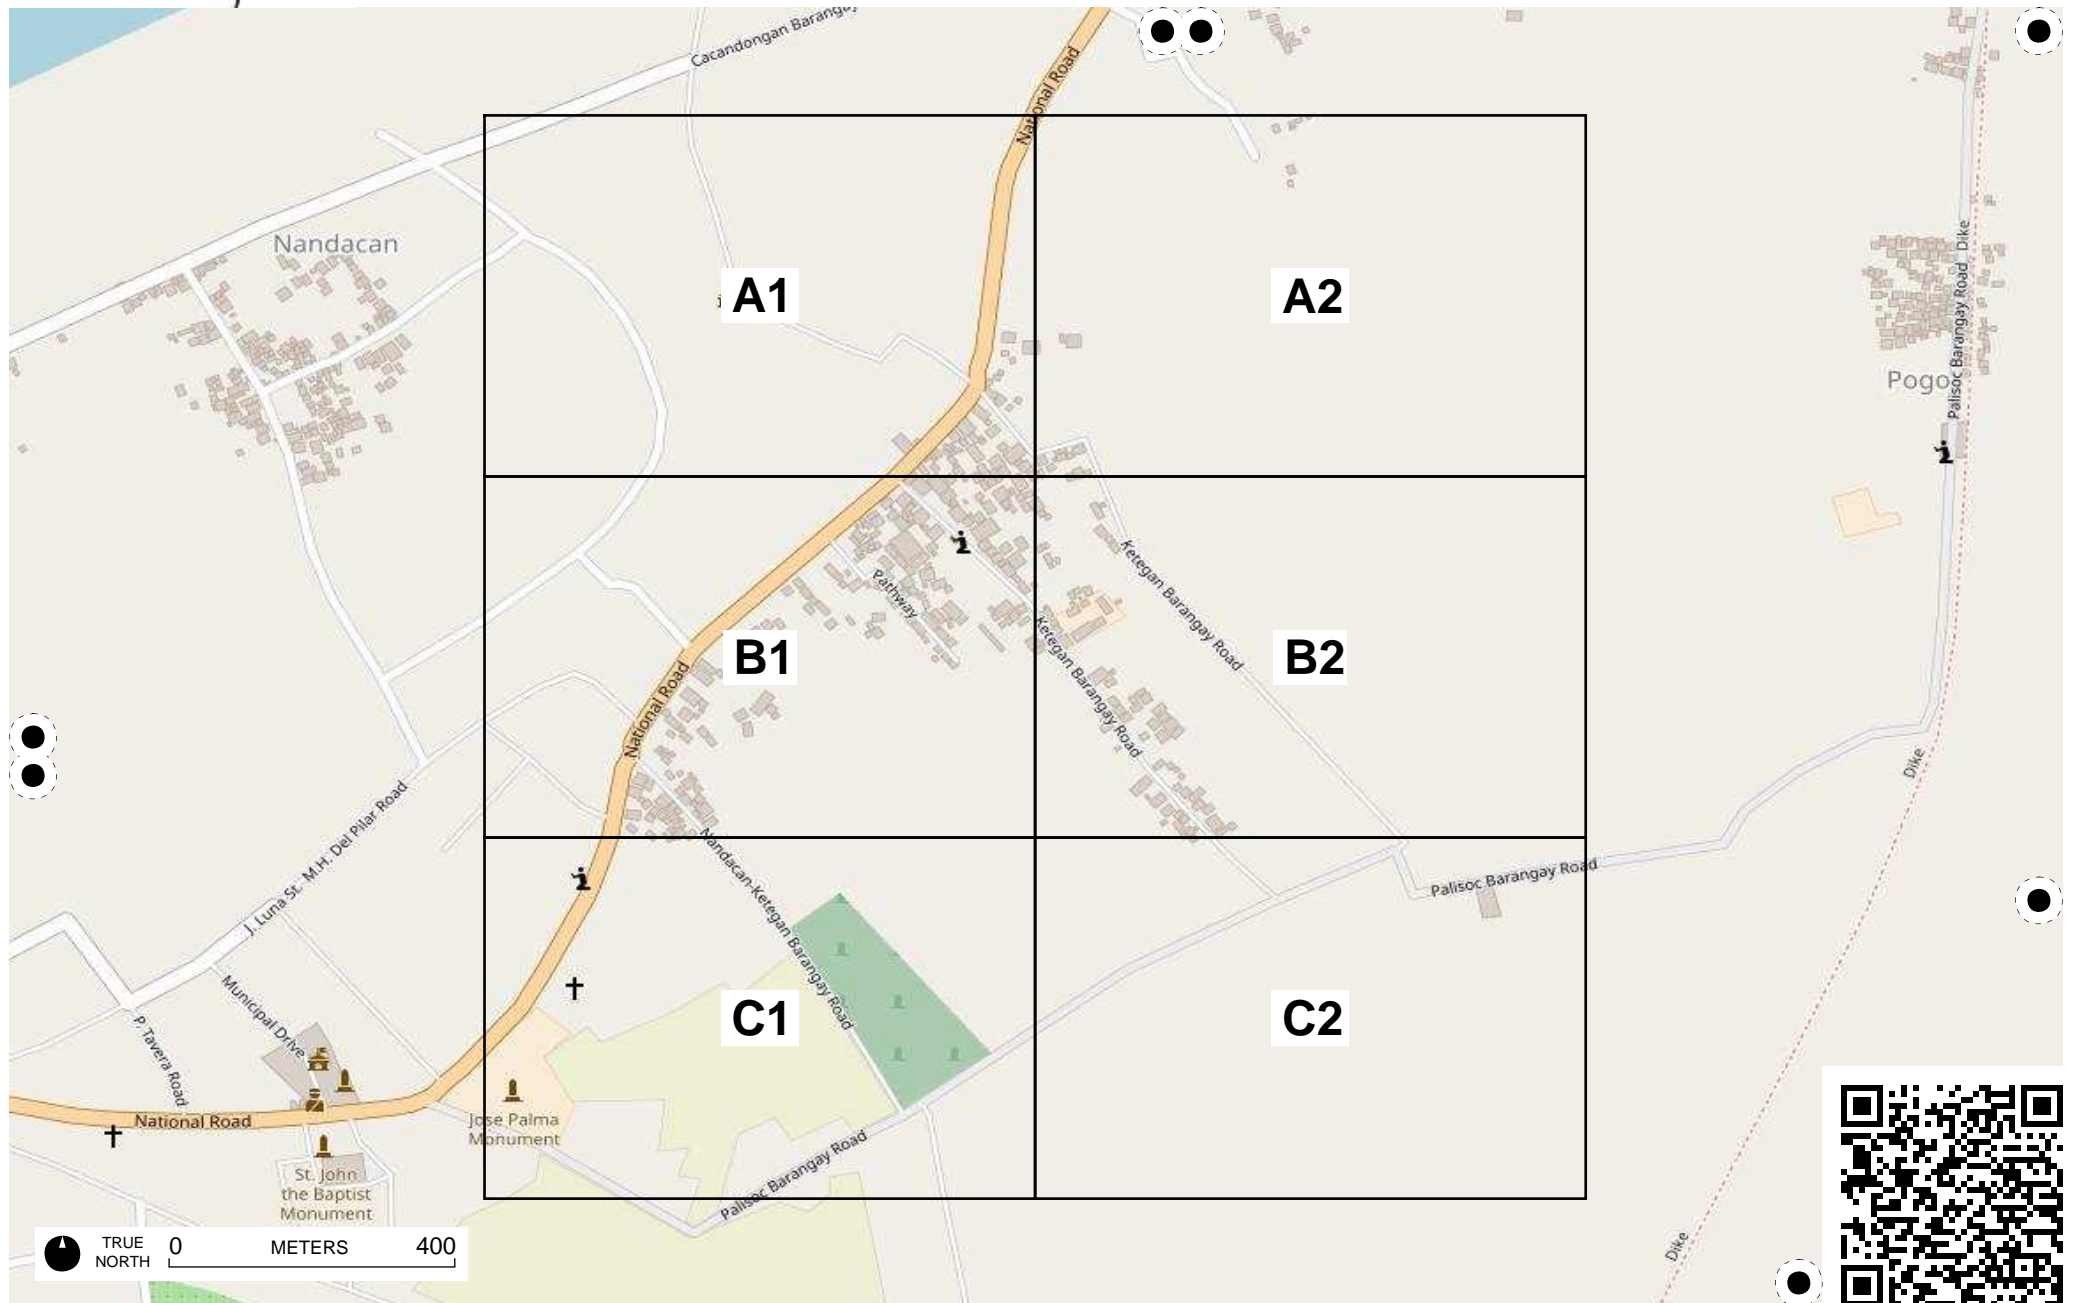 Cacandongan Barangay
National Road
Nandacan
A1
A2
Palisoc Barangay Road
Dike
Pogo
Pathway
Ketegan Barangay Road
Ketegan Barangay Road
B1
B2
National Road
J. Luna St.
M.H. Del Pilar Road
Dike
Nandacan-Ketegan Barangay Road
Palisoc Barangay Road
Municipal Drive
P. Tavera Road
C1
C2
National Road
Jose Palma
Monument
Palisoc Barangay Road
St. John
the Baptist
Monument
Dike
TRUE
NORTH
0
METERS
400